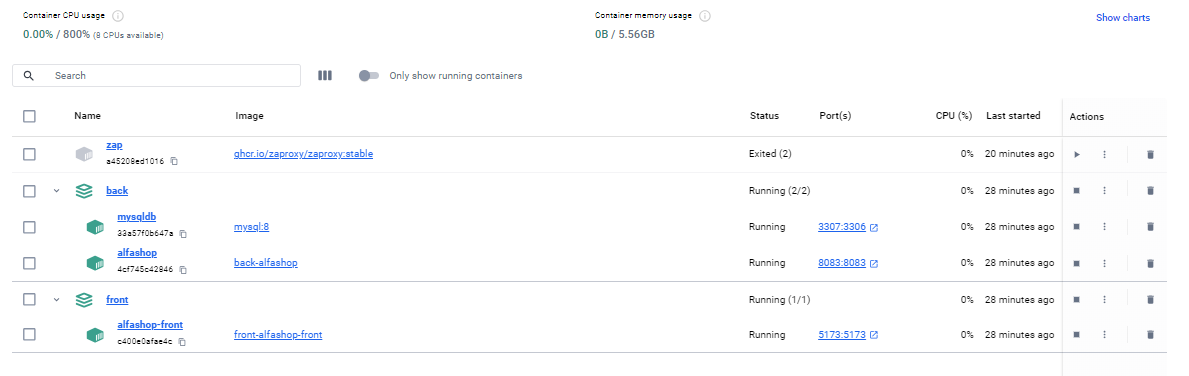 Container CPU usage
0.00% / 800% (8 CPUs available)
Container memory usage
0B / 5.56GB
Show charts
Search
Only show running containers
Name Image Status Port(s) CPU (%) Last started Actions
zap
a45208ed1016
ghcr.io/zaproxy/zaproxy:stable Exited (2) 0% 20 minutes ago
back Running (2/2) 0% 28 minutes ago
mysqldb
33a57f0b647a
mysql:8 Running 3307:3306 0% 28 minutes ago
alfashop
4cf745c42846
back-alfashop Running 8083:8083 0% 28 minutes ago
front Running (1/1) 0% 28 minutes ago
alfashop-front
c400e0afae4c
front-alfashop-front Running 5173:5173 0% 28 minutes ago